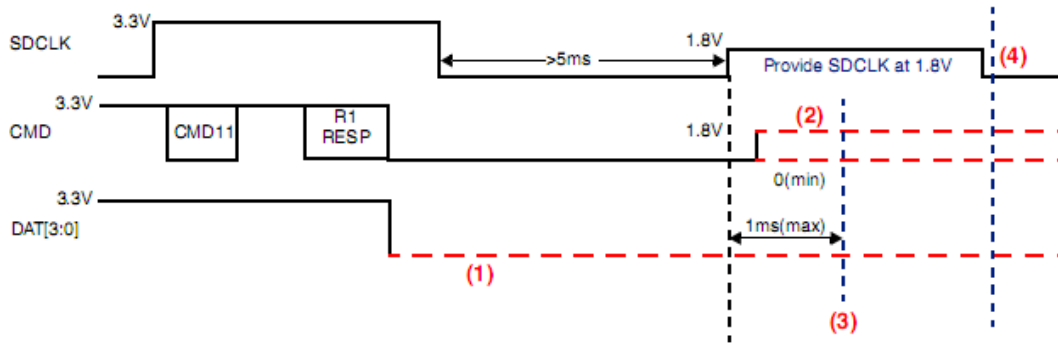 3.3V
SDCLK
>5ms
1.8V
Provide SDCLK at 1.8V
(4)
3.3V
CMD
CMD11
R1
RESP
1.8V
(2)
0(min)
3.3V
DAT[3:0]
1ms(max)
(1)
(3)